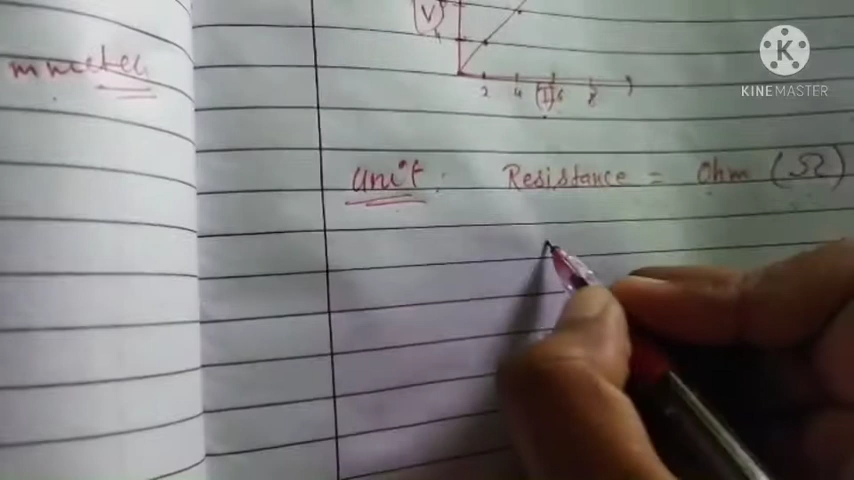 V
2 4 (I) 6 8
unit : Resistance = Ohm (Ω)
K
KINEMASTER